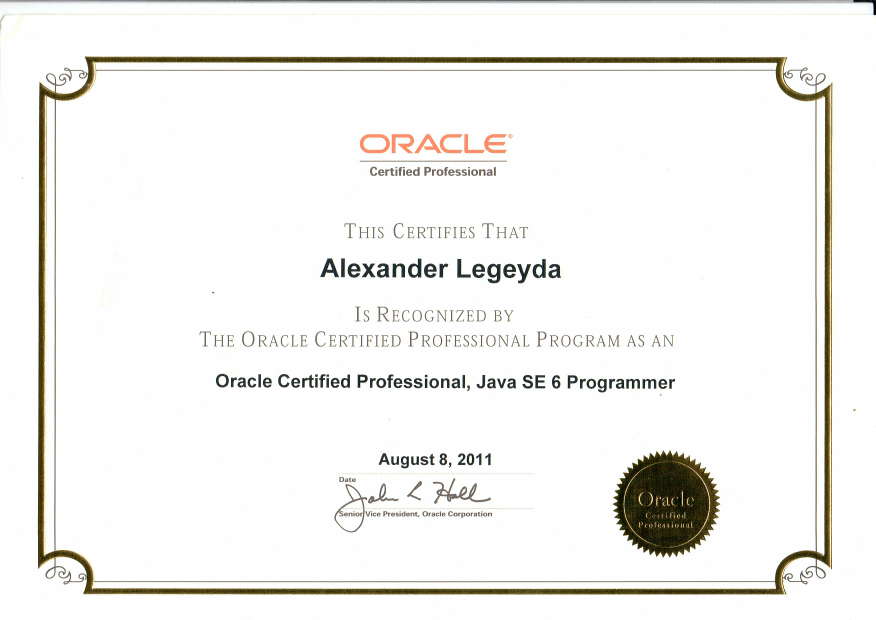 ORACLE®
Certified Professional
THIS CERTIFIES THAT
Alexander Legeyda
IS RECOGNIZED BY
THE ORACLE CERTIFIED PROFESSIONAL PROGRAM AS AN
Oracle Certified Professional, Java SE 6 Programmer
August 8, 2011
Date
John L Hall
Senior Vice President, Oracle Corporation
Oracle
Certified
Professional